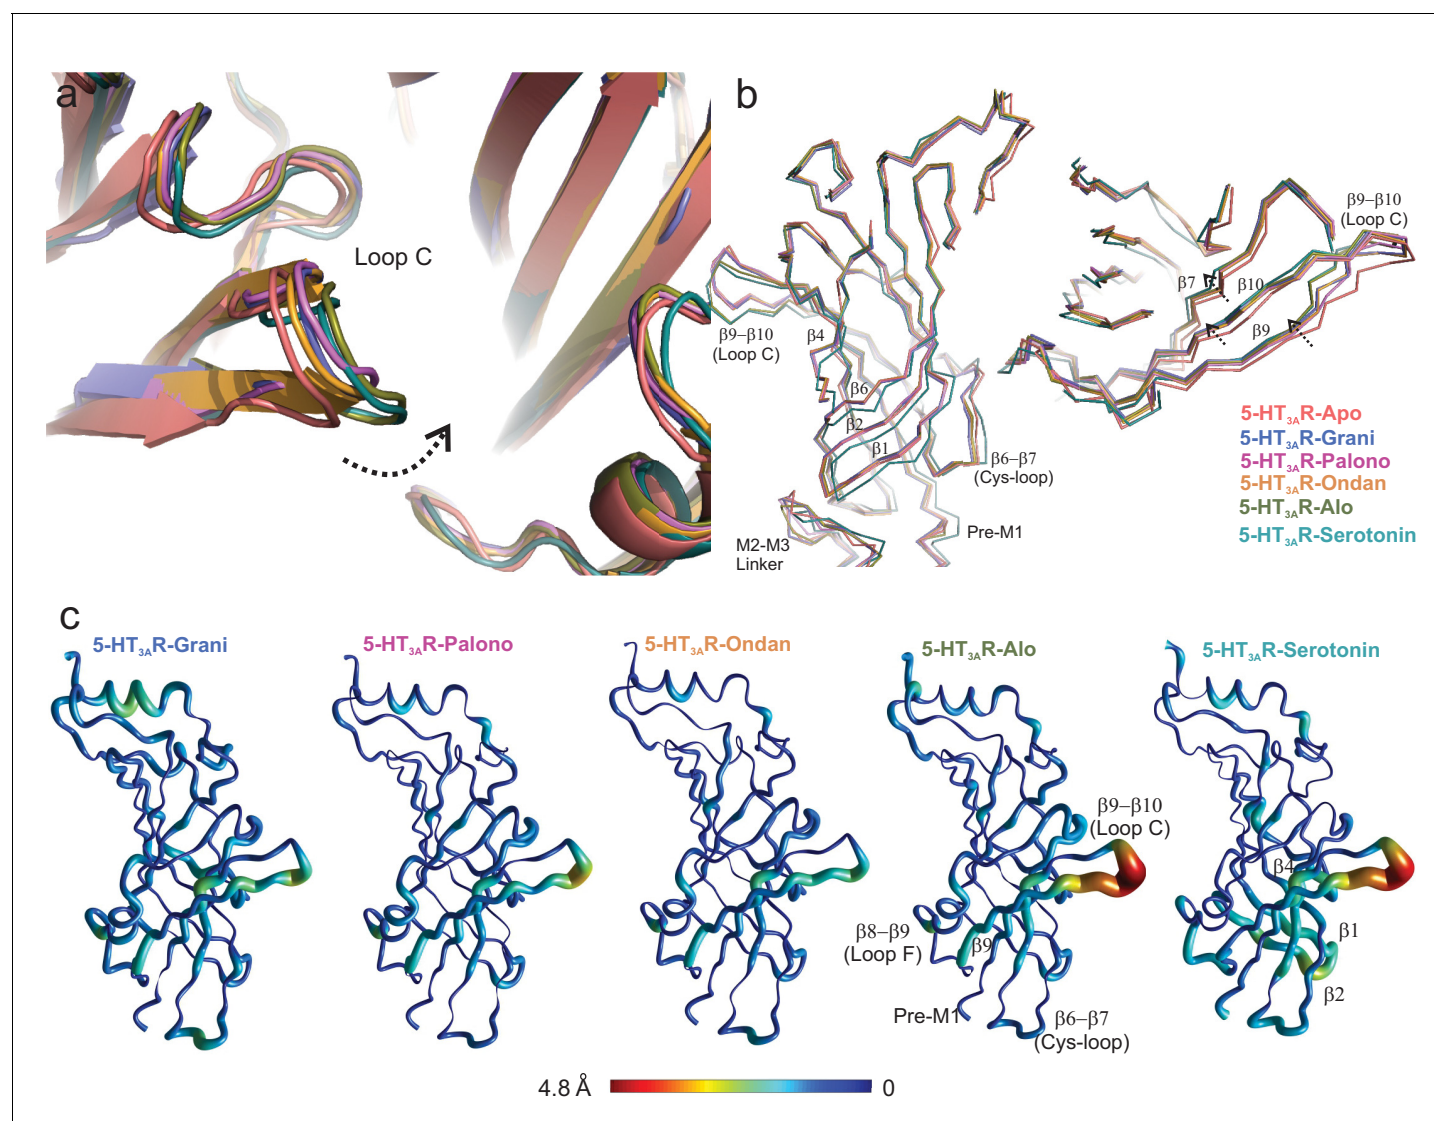 a
Loop C
b
β9–β10
(Loop C)
β4
β6
β2
β1
β6–β7
(Cys-loop)
Pre-M1
M2-M3
Linker
β9–β10
(Loop C)
β7
β10
β9
5-HT3AR-Apo
5-HT3AR-Grani
5-HT3AR-Palono
5-HT3AR-Ondan
5-HT3AR-Alo
5-HT3AR-Serotonin
c
5-HT3AR-Grani
5-HT3AR-Palono
5-HT3AR-Ondan
5-HT3AR-Alo
5-HT3AR-Serotonin
β9–β10
(Loop C)
β8–β9
(Loop F)
β9
Pre-M1
β6–β7
(Cys-loop)
β4
β1
β2
4.8 Å
0